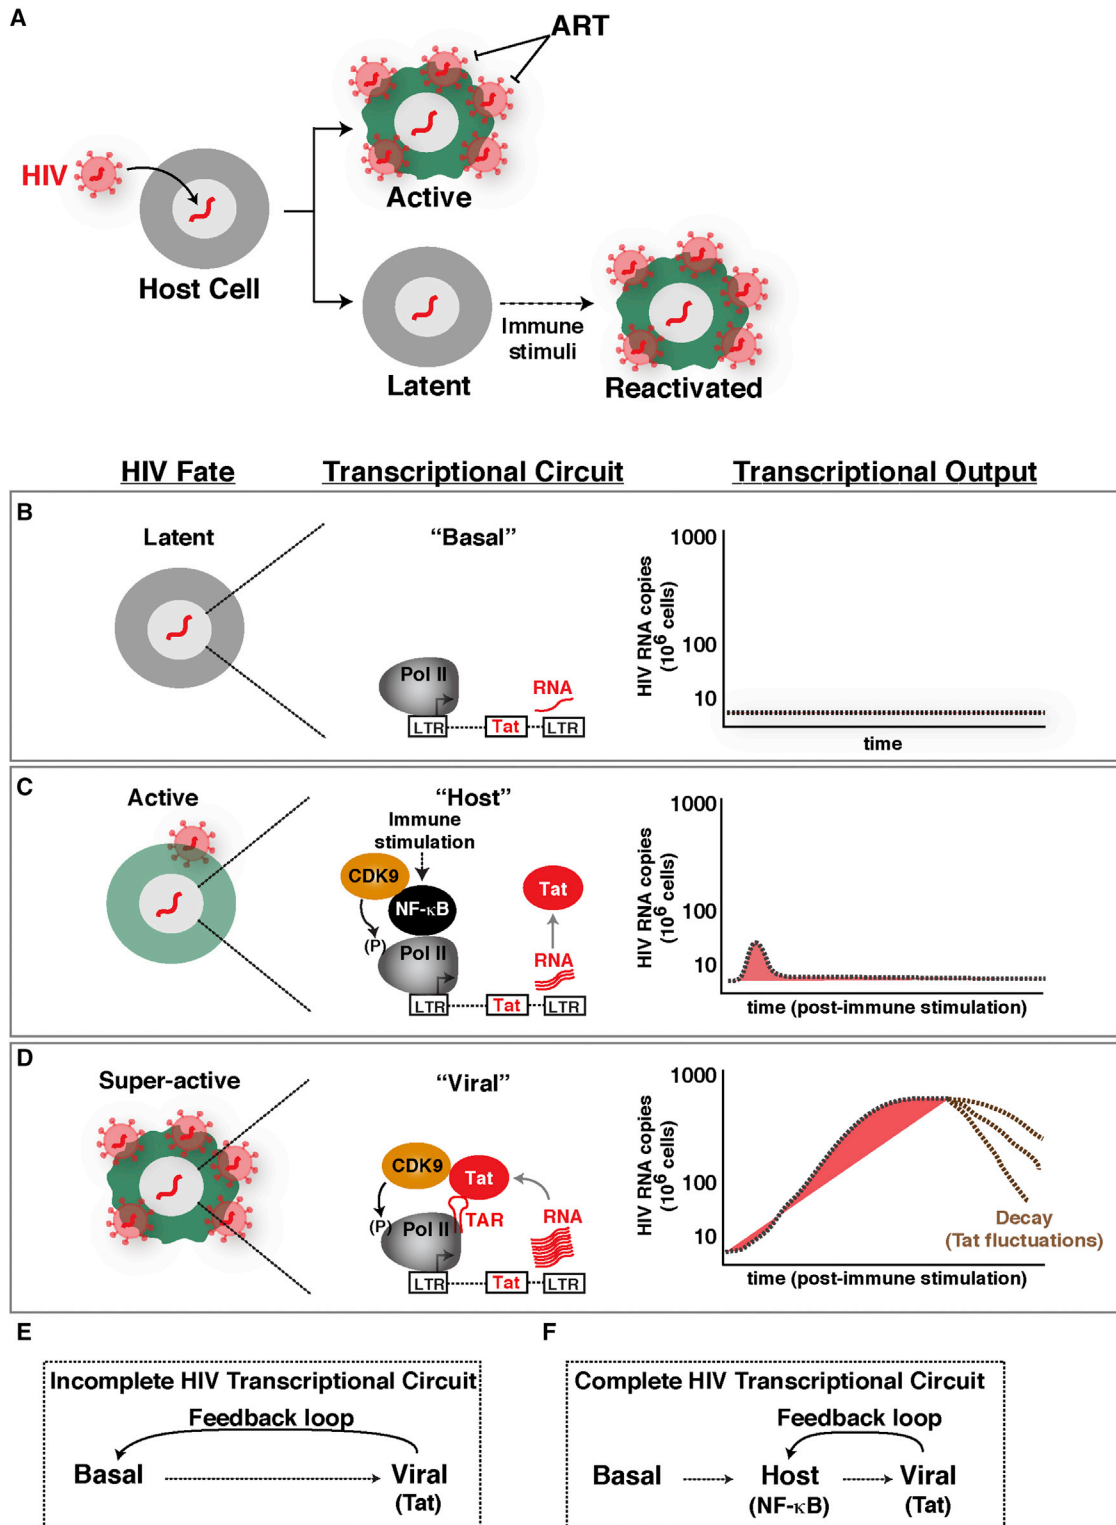 A
ART
HIV
Active
Host Cell
Immune
stimuli
Latent
Reactivated
HIV Fate
Transcriptional Circuit
Transcriptional Output
B
Latent
“Basal”
Pol II
RNA
LTR
Tat
LTR
HIV RNA copies
(10⁶ cells)
1000
100
10
time
C
Active
“Host”
Immune
stimulation
CDK9
NF-κB
(P)
Pol II
Tat
RNA
LTR
Tat
LTR
HIV RNA copies
(10⁶ cells)
1000
100
10
time (post-immune stimulation)
D
Super-active
“Viral”
CDK9
Tat
(P)
Pol II
TAR
RNA
LTR
Tat
LTR
HIV RNA copies
(10⁶ cells)
1000
100
10
Decay
(Tat fluctuations)
time (post-immune stimulation)
E
Incomplete HIV Transcriptional Circuit
Feedback loop
Basal
Viral
(Tat)
F
Complete HIV Transcriptional Circuit
Feedback loop
Basal
Host
(NF-κB)
Viral
(Tat)